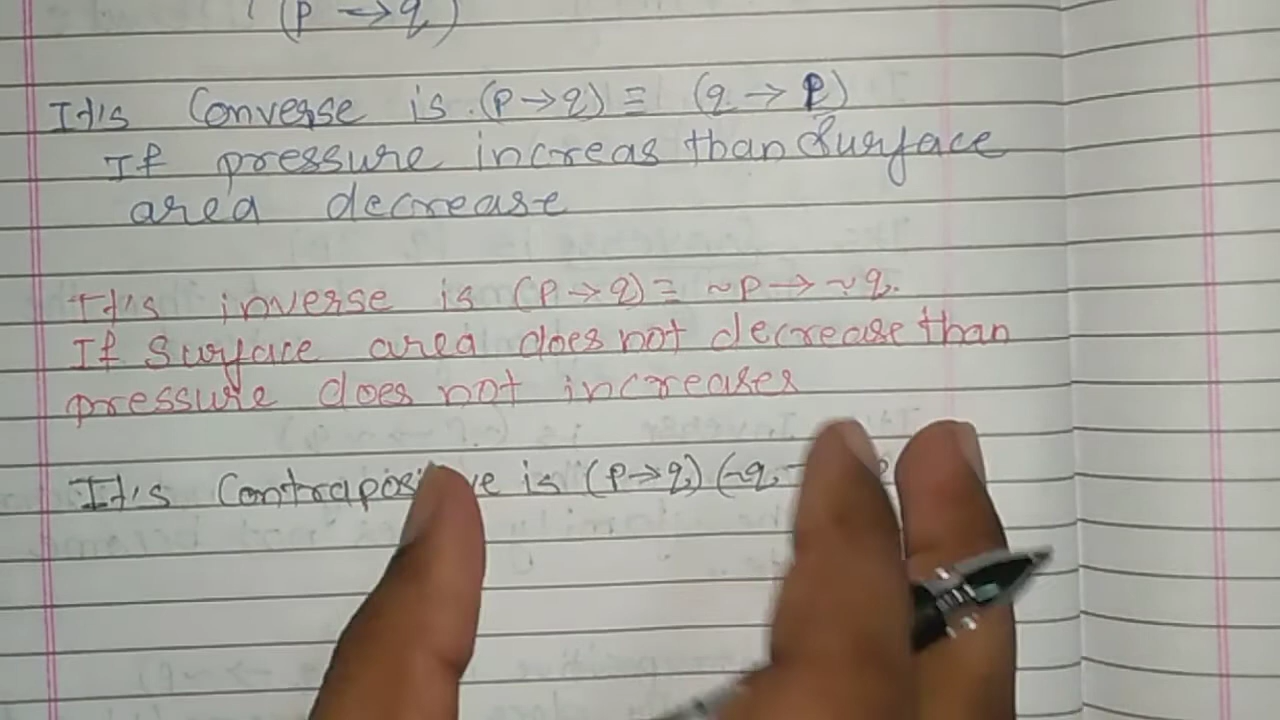 (p → q)
It's Converse is (p → q) = (q → p)
If pressure increas than Surface
area decrease
It's inverse is (p → q) = ~p → ~q.
If Surface area does not decrease than
pressure does not increases
It's is (p → q) (~q